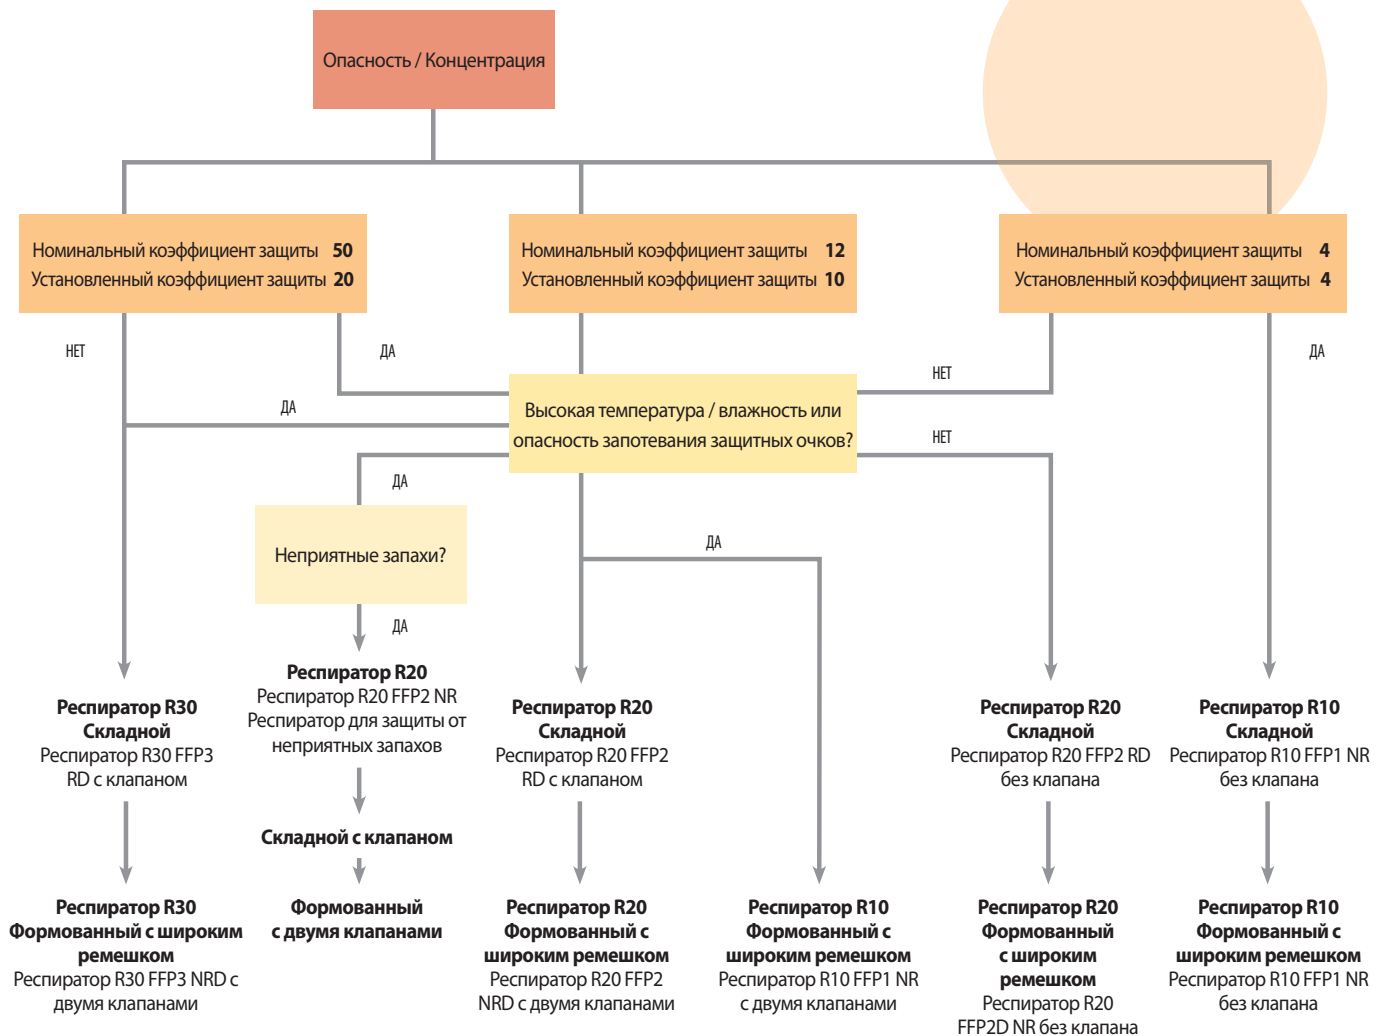 Опасность / Концентрация
Номинальный коэффициент защиты 50
Установленный коэффициент защиты 20
Номинальный коэффициент защиты 12
Установленный коэффициент защиты 10
Номинальный коэффициент защиты 4
Установленный коэффициент защиты 4
НЕТ
ДА
НЕТ
ДА
ДА
Высокая температура / влажность или
опасность запотевания защитных очков?
НЕТ
ДА
Неприятные запахи?
ДА
ДА
Респиратор R30
Складной
Респиратор R30 FFP3
RD с клапаном
Респиратор R20
Респиратор R20 FFP2 NR
Респиратор для защиты от
неприятных запахов
Респиратор R20
Складной
Респиратор R20 FFP2
RD с клапаном
Респиратор R20
Складной
Респиратор R20 FFP2 RD
без клапана
Респиратор R10
Складной
Респиратор R10 FFP1 NR
без клапана
Складной с клапаном
Респиратор R30
Формованный с широким
ремешком
Респиратор R30 FFP3 NRD с
двумя клапанами
Формованный
с двумя клапанами
Респиратор R20
Формованный с
широким ремешком
Респиратор R20 FFP2
NRD с двумя клапанами
Респиратор R10
Формованный с
широким ремешком
Респиратор R10 FFP1 NR
с двумя клапанами
Респиратор R20
Формованный
с широким
ремешком
Респиратор R20
FFP2D NR без клапана
Респиратор R10
Формованный с
широким ремешком
Респиратор R10 FFP1 NR
без клапана